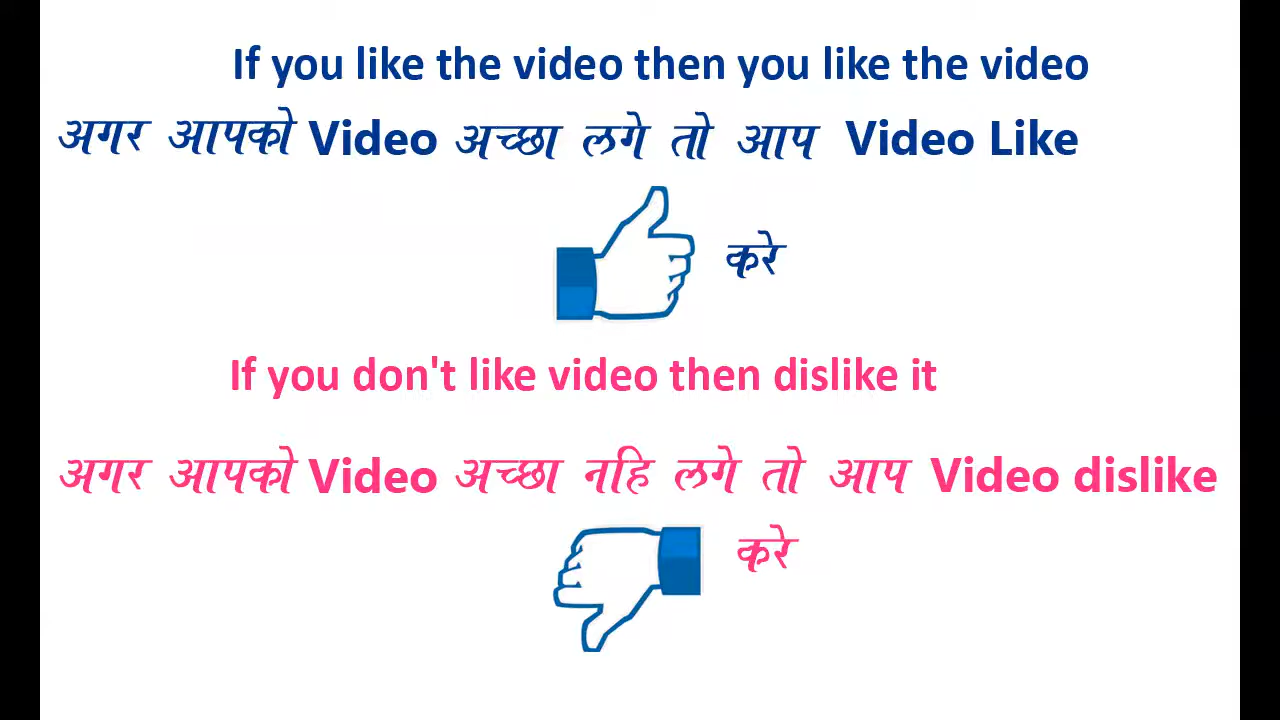 If you like the video then you like the video
अगर आपको Video अच्छा लगे तो आप Video Like
करे
If you don't like video then dislike it
अगर आपको Video अच्छा नहि लगे तो आप Video dislike
करे